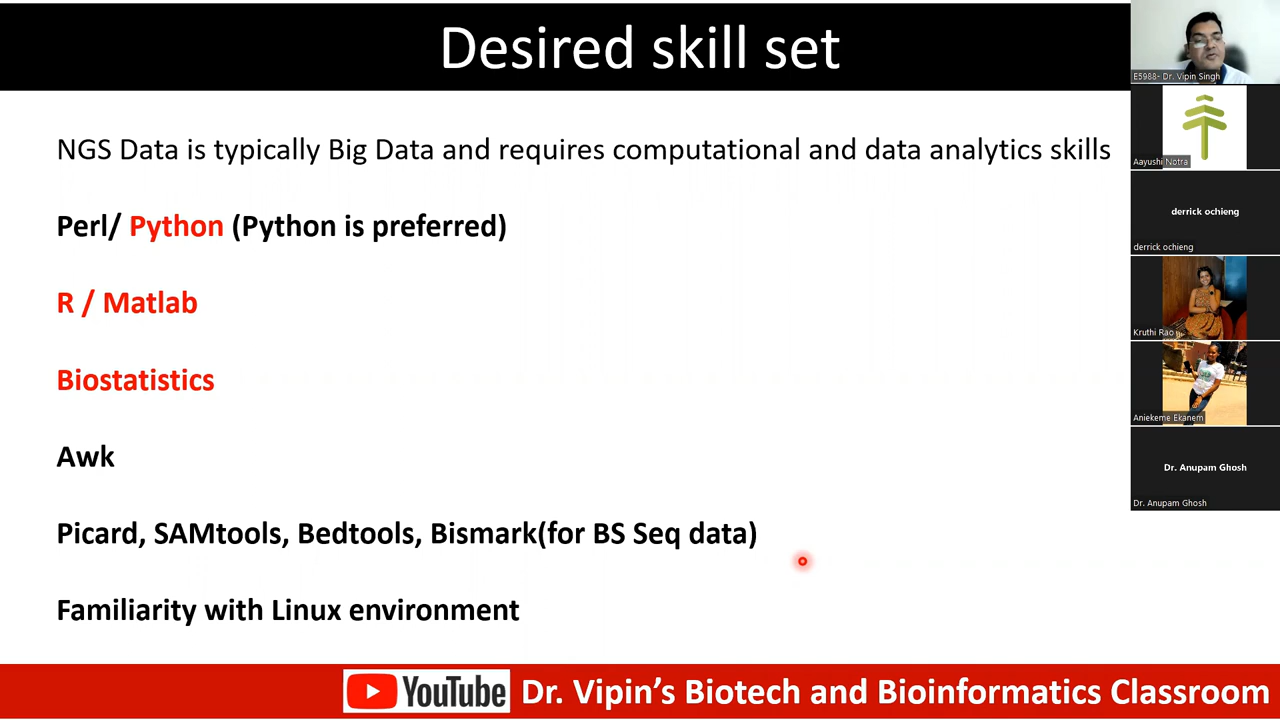 Desired skill set
NGS Data is typically Big Data and requires computational and data analytics skills
Perl/ Python (Python is preferred)
R / Matlab
Biostatistics
Awk
Picard, SAMtools, Bedtools, Bismark(for BS Seq data)
Familiarity with Linux environment
YouTube Dr. Vipin's Biotech and Bioinformatics Classroom
E5988- Dr. Vipin Singh
Aayushi Notra
derrick ochieng
derrick ochieng
Kruthi Rao
Aniekeme Ekanem
Dr. Anupam Ghosh
Dr. Anupam Ghosh